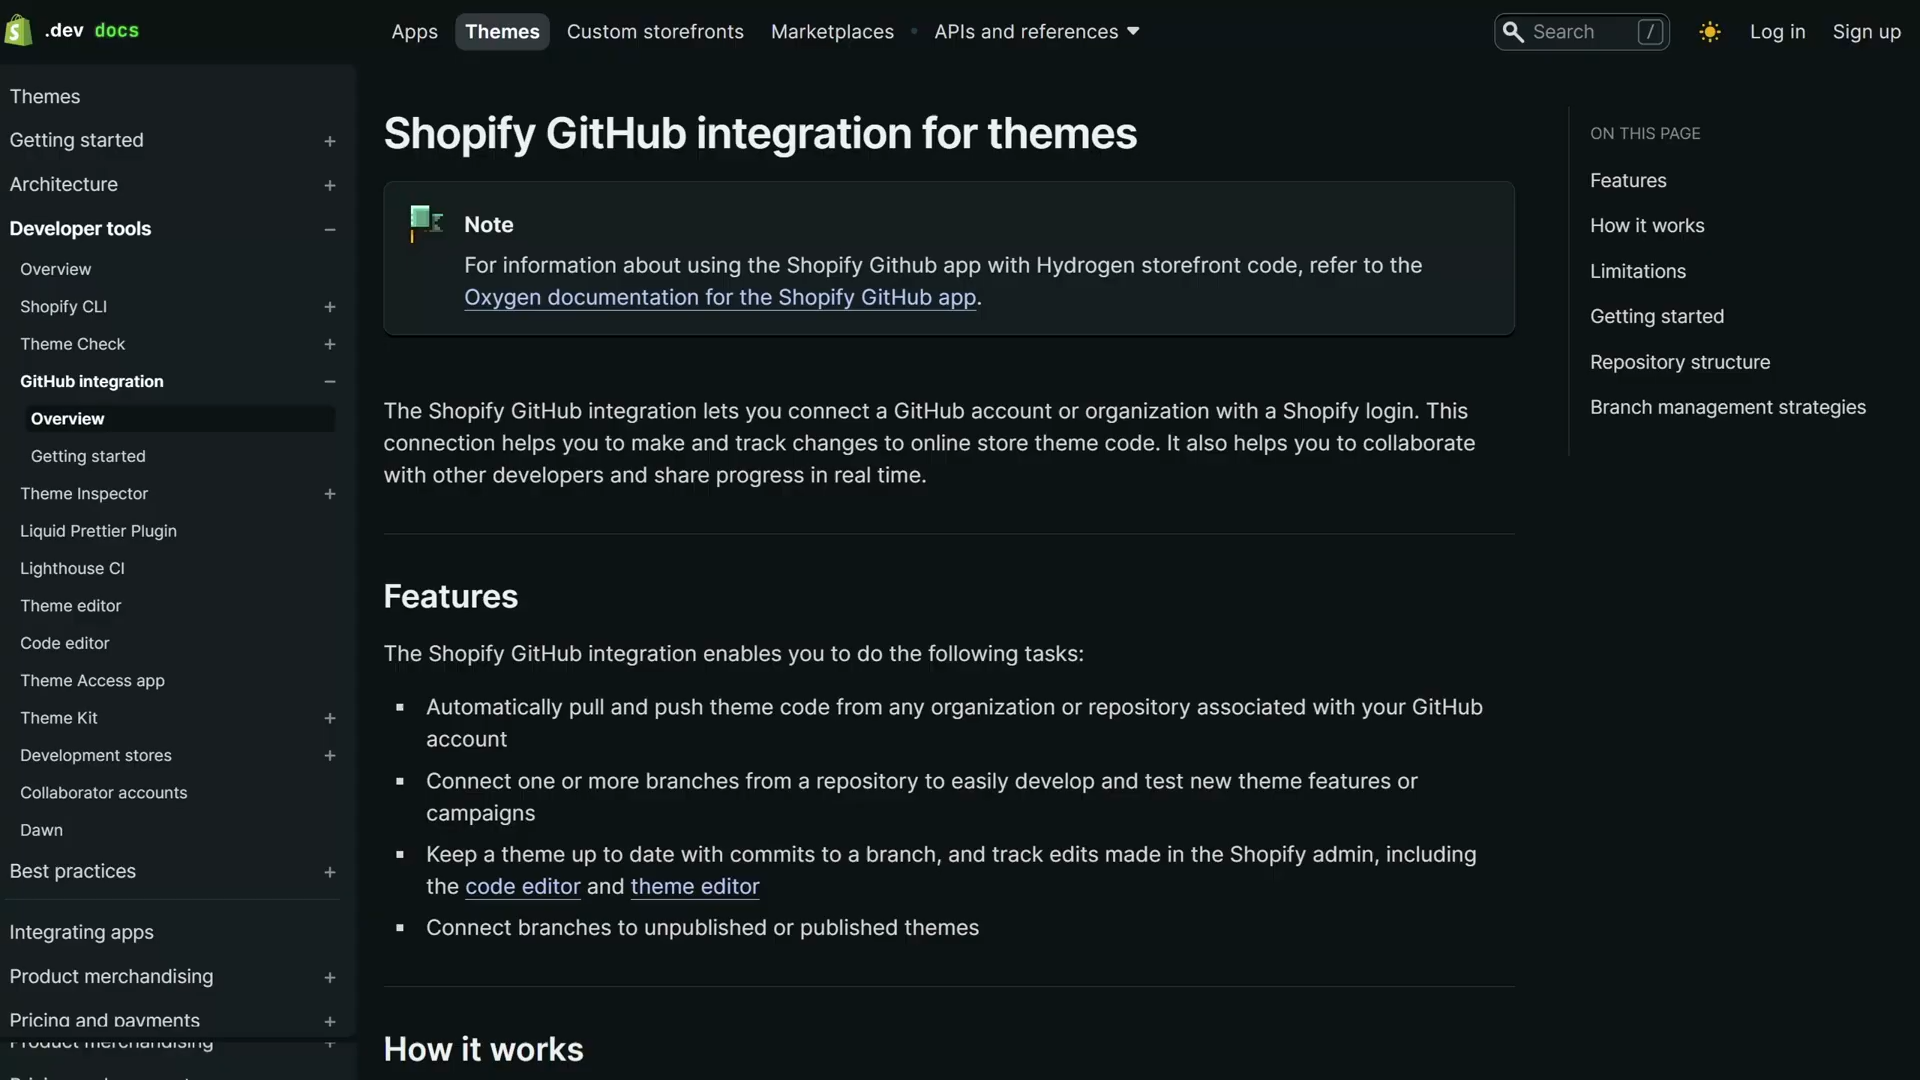 .dev docs
Apps
Themes
Custom storefronts
Marketplaces
APIs and references
Search
/
Log in
Sign up
Themes
Getting started
Architecture
Developer tools
Overview
Shopify CLI
Theme Check
GitHub integration
Overview
Getting started
Theme Inspector
Liquid Prettier Plugin
Lighthouse CI
Theme editor
Code editor
Theme Access app
Theme Kit
Development stores
Collaborator accounts
Dawn
Best practices
Integrating apps
Product merchandising
Pricing and payments
Product merchandising
Shopify GitHub integration for themes
Note
For information about using the Shopify Github app with Hydrogen storefront code, refer to the
Oxygen documentation for the Shopify GitHub app.
The Shopify GitHub integration lets you connect a GitHub account or organization with a Shopify login. This
connection helps you to make and track changes to online store theme code. It also helps you to collaborate
with other developers and share progress in real time.
Features
The Shopify GitHub integration enables you to do the following tasks:
Automatically pull and push theme code from any organization or repository associated with your GitHub
account
Connect one or more branches from a repository to easily develop and test new theme features or
campaigns
Keep a theme up to date with commits to a branch, and track edits made in the Shopify admin, including
the code editor and theme editor
Connect branches to unpublished or published themes
How it works
ON THIS PAGE
Features
How it works
Limitations
Getting started
Repository structure
Branch management strategies